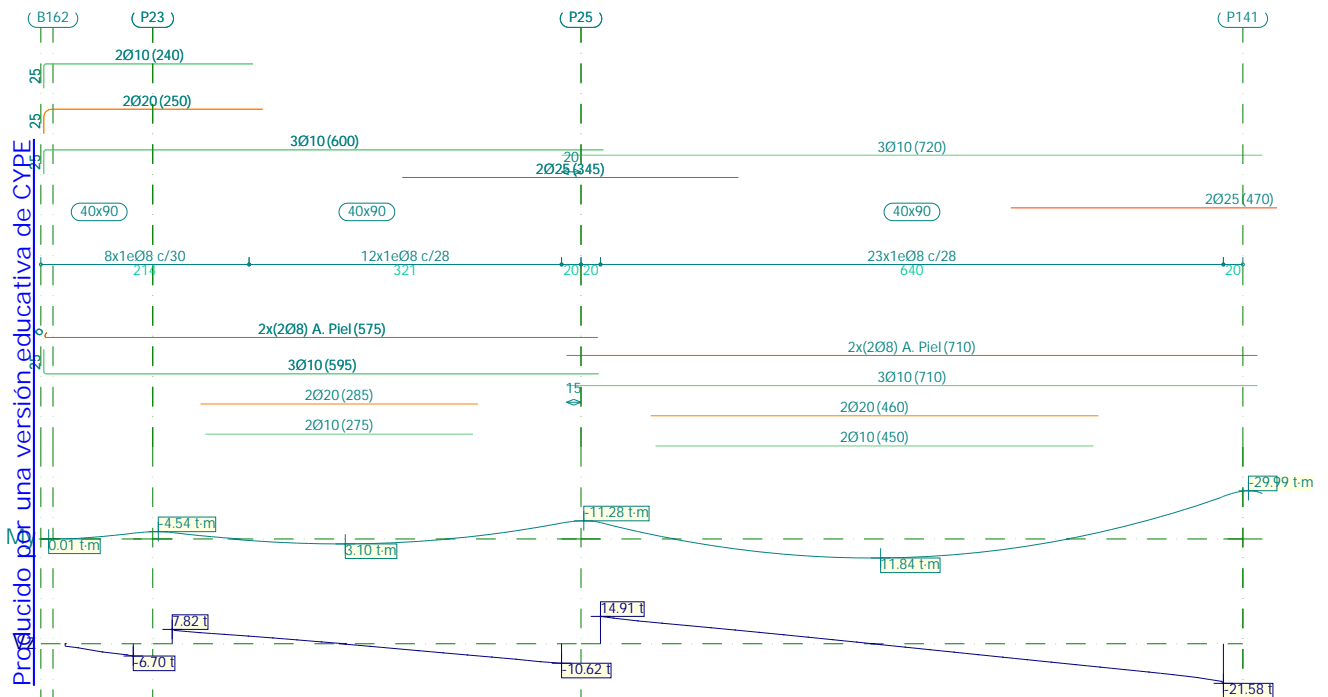 B162 P23 P25 P141
2Ø10 (240)
25
2Ø20 (250)
25
3Ø10 (600)
25
20
3Ø10 (720)
2Ø25 (345)
2Ø25 (470)
40x90 40x90 40x90
8x1eØ8 c/30 12x1eØ8 c/28 23x1eØ8 c/28
214 321 20 20 640 20
2x(2Ø8) A. Piel (575)
2x(2Ø8) A. Piel (710)
25
3Ø10 (595)
3Ø10 (710)
15
2Ø20 (285)
2Ø20 (460)
2Ø10 (275)
2Ø10 (450)
-29.99 t·m
-11.28 t·m
-4.54 t·m
0.01 t·m
3.10 t·m
11.84 t·m
14.91 t
7.82 t
-6.70 t
-10.62 t
-21.58 t
Producido por una versión educativa de CYPE